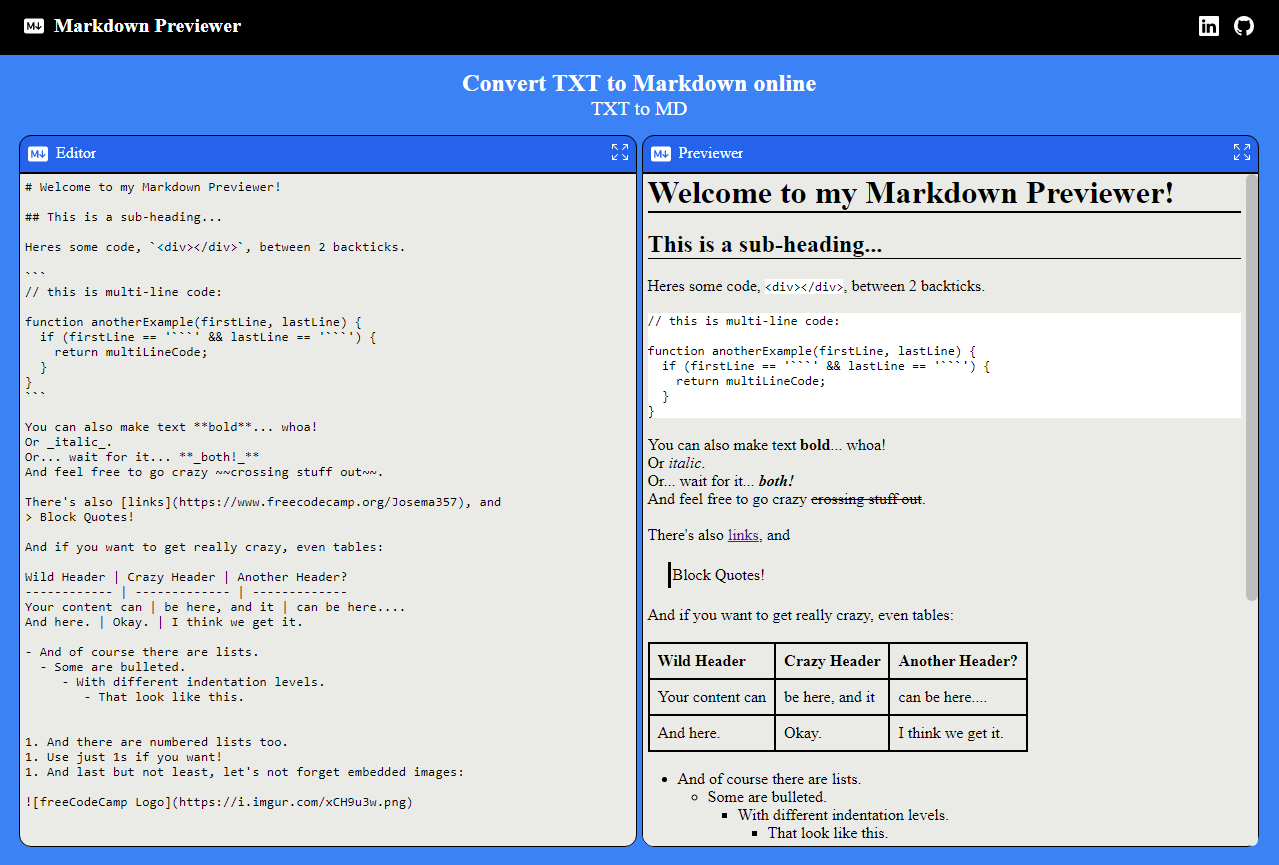 Markdown Previewer
Convert TXT to Markdown online
TXT to MD
Editor
# Welcome to my Markdown Previewer!
## This is a sub-heading...
Heres some code, `<div></div>`, between 2 backticks.
```
// this is multi-line code:
function anotherExample(firstLine, lastLine) {
  if (firstLine == '```' && lastLine == '```') {
    return multiLineCode;
  }
}
```
You can also make text **bold**... whoa!
Or _italic_.
Or... wait for it... **_both!_**
And feel free to go crazy ~~crossing stuff out~~.
There's also [links](https://www.freecodecamp.org/Josema357), and
> Block Quotes!
And if you want to get really crazy, even tables:
Wild Header | Crazy Header | Another Header?
------------ | ------------- | -------------
Your content can | be here, and it | can be here....
And here. | Okay. | I think we get it.
- And of course there are lists.
  - Some are bulleted.
     - With different indentation levels.
        - That look like this.
1. And there are numbered lists too.
1. Use just 1s if you want!
1. And last but not least, let's not forget embedded images:
![freeCodeCamp Logo](https://i.imgur.com/xCH9u3w.png)
Previewer
Welcome to my Markdown Previewer!
This is a sub-heading...
Heres some code, <div></div>, between 2 backticks.
// this is multi-line code:
function anotherExample(firstLine, lastLine) {
  if (firstLine == '```' && lastLine == '```') {
    return multiLineCode;
  }
}
You can also make text bold... whoa!
Or italic.
Or... wait for it... both!
And feel free to go crazy crossing stuff out.
There's also links, and
Block Quotes!
And if you want to get really crazy, even tables:
Wild Header Crazy Header Another Header?
Your content can be here, and it can be here....
And here. Okay. I think we get it.
And of course there are lists.
Some are bulleted.
With different indentation levels.
That look like this.